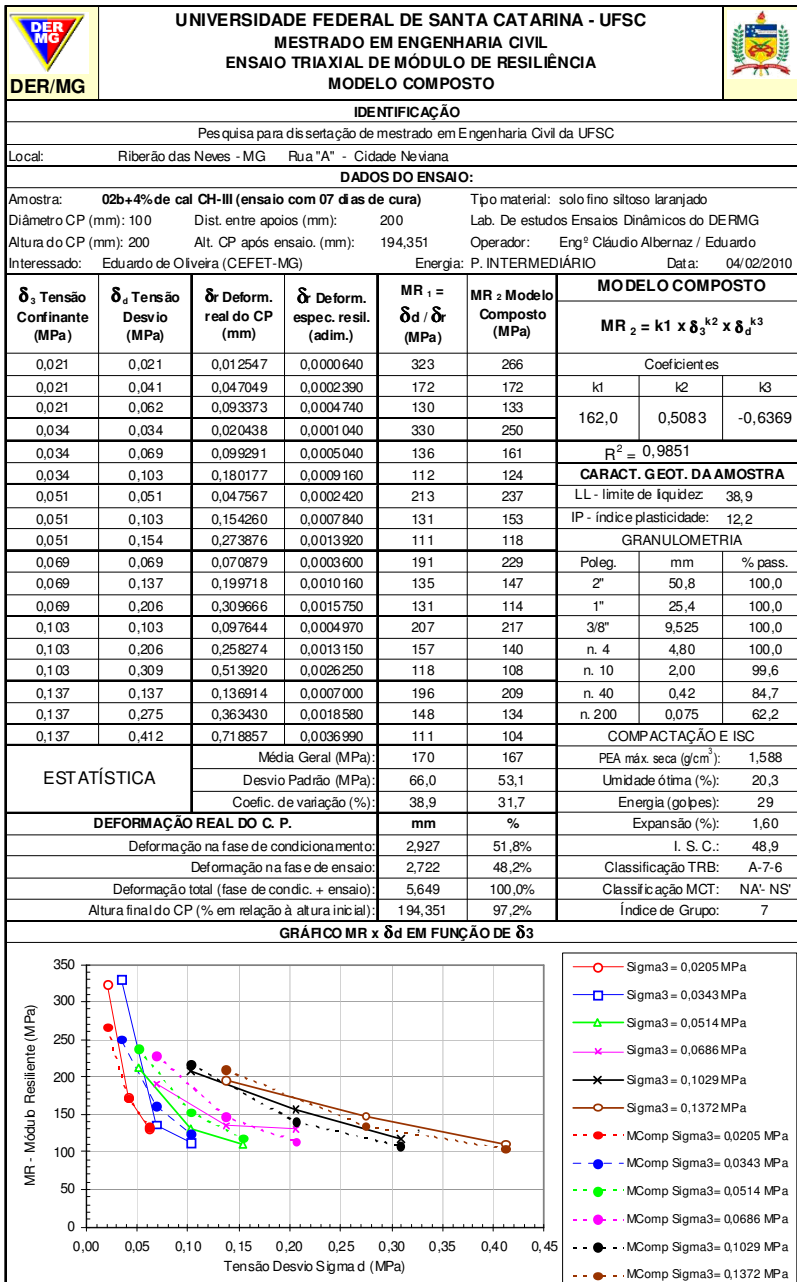 DER
MG
DER/MG
UNIVERSIDADE FEDERAL DE SANTA CATARINA - UFSC
MESTRADO EM ENGENHARIA CIVIL
ENSAIO TRIAXIAL DE MÓDULO DE RESILIÊNCIA
MODELO COMPOSTO
IDENTIFICAÇÃO
Pesquisa para dissertação de mestrado em Engenharia Civil da UFSC
Local: Riberão das Neves - MG Rua "A" - Cidade Neviana
DADOS DO ENSAIO:
Amostra: 02b+4% de cal CH-III (ensaio com 07 dias de cura) Tipo material: solo fino siltoso laranjado
Diâmetro CP (mm): 100 Dist. entre apoios (mm): 200 Lab. De estudos Ensaios Dinâmicos do DERMG
Altura do CP (mm): 200 Alt. CP após ensaio. (mm): 194,351 Operador: Engº Cláudio Albernaz / Eduardo
Interessado: Eduardo de Oliveira (CEFET-MG) Energia: P. INTERMEDIÁRIO Data: 04/02/2010
δ3 Tensão Confinante (MPa) δd Tensão Desvio (MPa) δr Deform. real do CP (mm) δr Deform. espec. resil. (adim.) MR 1 = δd / δr (MPa) MR 2 Modelo Composto (MPa) MODELO COMPOSTO
MR 2 = k1 x δ3^k2 x δd^k3
0,021 0,021 0,012547 0,0000640 323 266 Coeficientes
0,021 0,041 0,047049 0,0002390 172 172 k1 k2 k3
0,021 0,062 0,093373 0,0004740 130 133 162,0 0,5083 -0,6369
0,034 0,034 0,020438 0,0001040 330 250
0,034 0,069 0,099291 0,0005040 136 161 R² = 0,9851
0,034 0,103 0,180177 0,0009160 112 124 CARACT. GEOT. DA AMOSTRA
0,051 0,051 0,047567 0,0002420 213 237 LL - limite de liquidez: 38,9
0,051 0,103 0,154260 0,0007840 131 153 IP - índice plasticidade: 12,2
0,051 0,154 0,273876 0,0013920 111 118 GRANULOMETRIA
0,069 0,069 0,070879 0,0003600 191 229 Poleg. mm % pass.
0,069 0,137 0,199718 0,0010160 135 147 2" 50,8 100,0
0,069 0,206 0,309666 0,0015750 131 114 1" 25,4 100,0
0,103 0,103 0,097644 0,0004970 207 217 3/8" 9,525 100,0
0,103 0,206 0,258274 0,0013150 157 140 n. 4 4,80 100,0
0,103 0,309 0,513920 0,0026250 118 108 n. 10 2,00 99,6
0,137 0,137 0,136914 0,0007000 196 209 n. 40 0,42 84,7
0,137 0,275 0,363430 0,0018580 148 134 n. 200 0,075 62,2
0,137 0,412 0,718857 0,0036990 111 104 COMPACTAÇÃO E ISC
ESTATÍSTICA Média Geral (MPa): 170 167 PEA máx. seca (g/cm³): 1,588
Desvio Padrão (MPa): 66,0 53,1 Umidade ótima (%): 20,3
Coefic. de variação (%): 38,9 31,7 Energia (golpes): 29
DEFORMAÇÃO REAL DO C. P. mm % Expansão (%): 1,60
Deformação na fase de condicionamento: 2,927 51,8% I. S. C.: 48,9
Deformação na fase de ensaio: 2,722 48,2% Classificação TRB: A-7-6
Deformação total (fase de condic. + ensaio): 5,649 100,0% Classificação MCT: NA'- NS'
Altura final do CP (% em relação à altura inicial): 194,351 97,2% Índice de Grupo: 7
GRÁFICO MR x δd EM FUNÇÃO DE δ3
MR - Módulo Resiliente (MPa)
350
300
250
200
150
100
50
0
0,00 0,05 0,10 0,15 0,20 0,25 0,30 0,35 0,40 0,45
Tensão Desvio Sigma d (MPa)
Sigma3 = 0,0205 MPa
Sigma3 = 0,0343 MPa
Sigma3 = 0,0514 MPa
Sigma3 = 0,0686 MPa
Sigma3 = 0,1029 MPa
Sigma3 = 0,1372 MPa
MComp Sigma3= 0,0205 MPa
MComp Sigma3= 0,0343 MPa
MComp Sigma3= 0,0514 MPa
MComp Sigma3= 0,0686 MPa
MComp Sigma3= 0,1029 MPa
MComp Sigma3= 0,1372 MPa